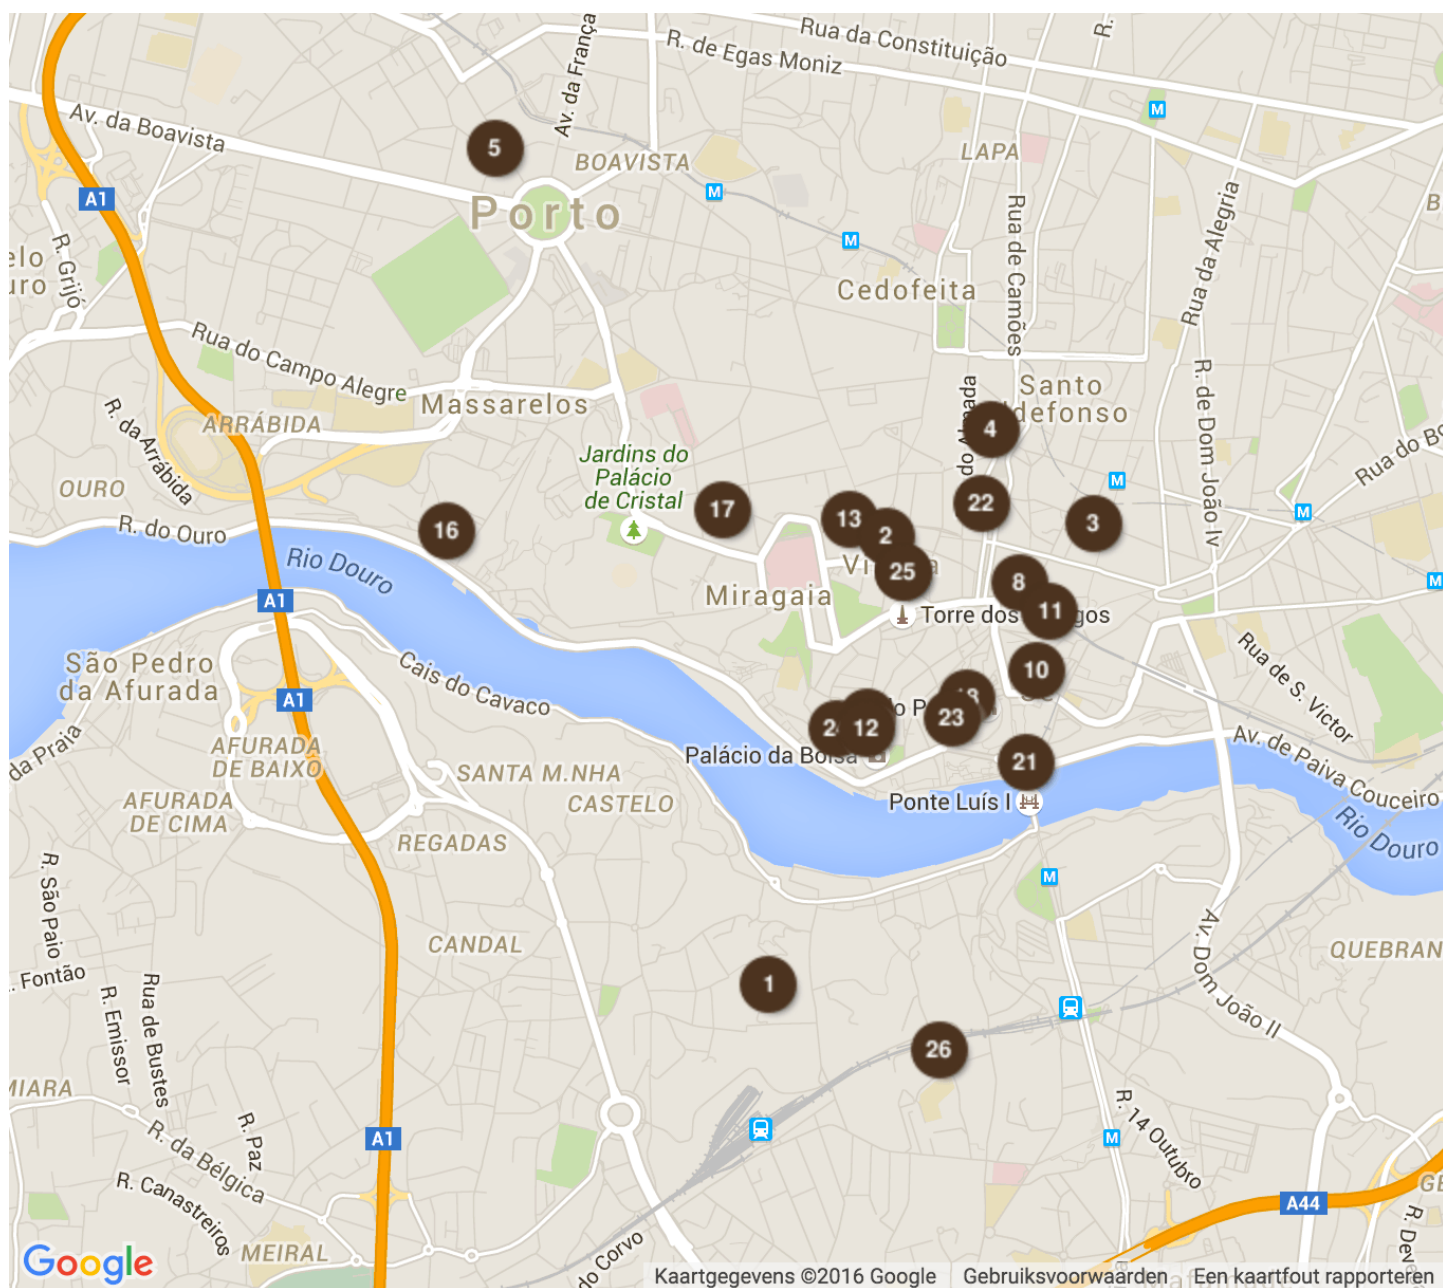 Rua da Constituição
R. de Egas Moniz
R.
Av. da França
Av. da Boavista
5
BOAVISTA
LAPA
M
M
M
A1
Porto
Rua de Camões
Rua da Alegria
R. Grijó
Cedofeita
Rua do Campo Alegre
Massarelos
Santo
R. de Dom João Iv
R. da Arrábida
ARRÁBIDA
4
Jardins do
Palácio
de Cristal
OURO
R. do Ouro
16
17
13
2
22
3
M
M
M
Rio Douro
A1
25
8
11
Miragaia
Torre dos
São Pedro
da Afurada
Cais do Cavaco
A1
10
Rua de S. Victor
23
12
Palácio da Bolsa
21
Ponte Luís I
Av. de Paiva Couceiro
Rio Douro
da Praia
AFURADA
DE BAIXO
AFURADA
DE CIMA
SANTA M.NHA
CASTELO
REGADAS
M
R. São Paio
CANDAL
Av. Dom João II
Fontão
R. Emissor
Rua de Bustes
1
26
R. Paz
R. da Bélgica
R. Canastreiros
A1
M
R. 14 Outubro
A44
MEIRAL
do Corvo
Google
Kaartgegevens ©2016 Google Gebruiksvoorwaarden Een kaartfout rapporteren